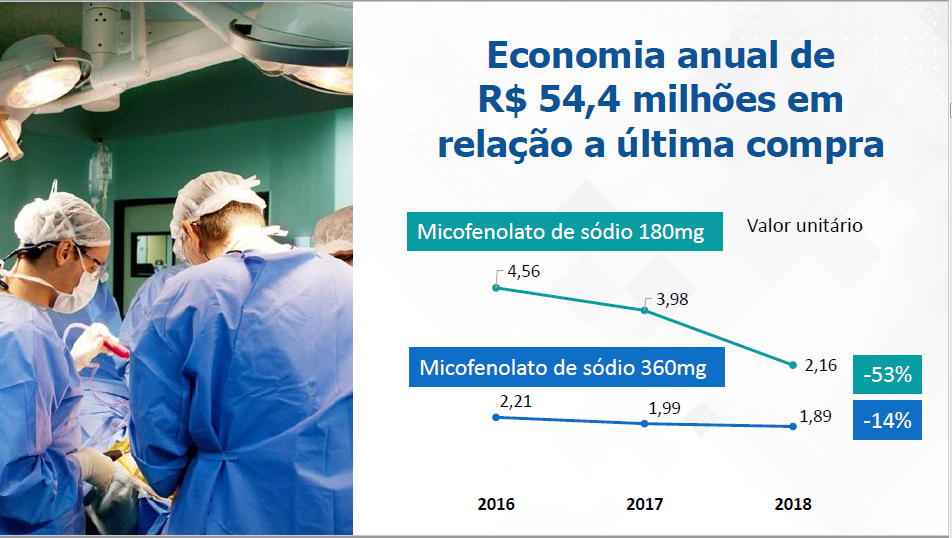 Economia anual de
R$ 54,4 milhões em
relação a última compra
Micofenolato de sódio 180mg
Valor unitário
4,56
3,98
2,16
-53%
Micofenolato de sódio 360mg
2,21
1,99
1,89
-14%
2016
2017
2018